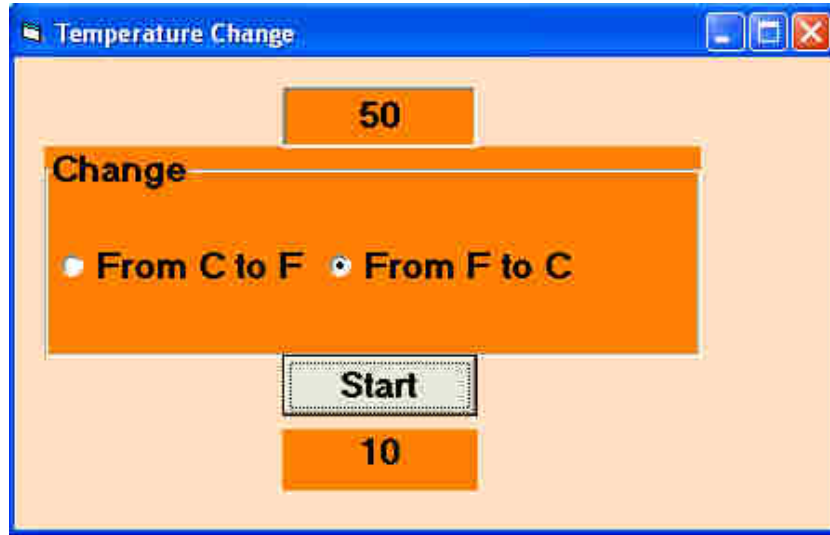 Temperature Change
50
Change
From C to F From F to C
Start
10